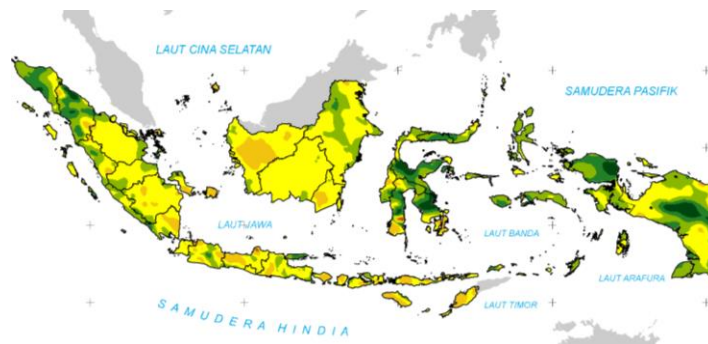 LAUT CINA SELATAN
SAMUDERA PASIFIK
LAUT JAWA
LAUT BANDA
LAUT ARAFURA
LAUT TIMOR
SAMUDERA HINDIA